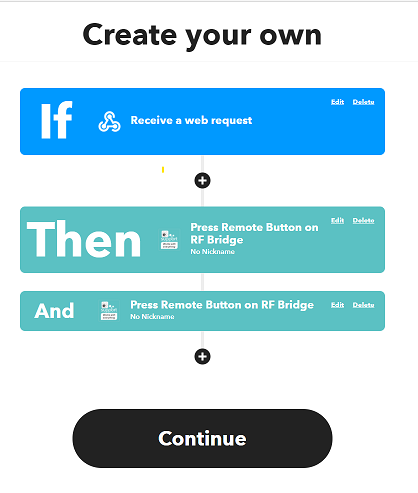 Create your own
If
Receive a web request
Edit Delete
Then
Press Remote Button on
RF Bridge
No Nickname
Edit Delete
And
Press Remote Button on RF Bridge
No Nickname
Edit Delete
Continue